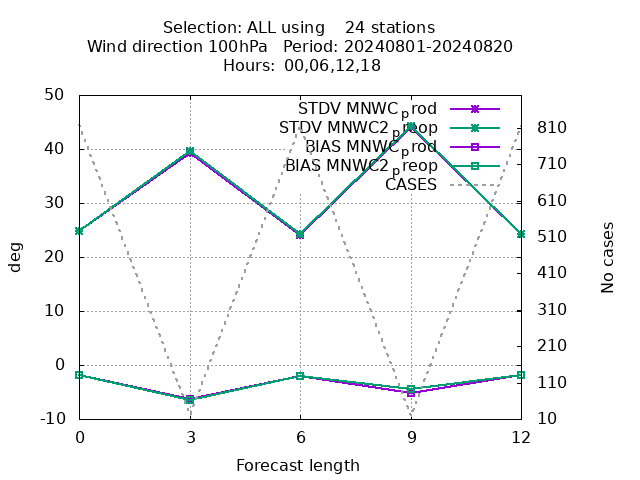 Selection: ALL using    24 stations
Wind direction 100hPa   Period: 20240801-20240820
Hours: 00,06,12,18
STDV MNWC_prod
STDV MNWC2_preop
BIAS MNWC_prod
BIAS MNWC2_preop
CASES
50
40
30
20
10
0
-10
deg
810
710
610
510
410
310
210
110
10
No cases
0 3 6 9 12
Forecast length